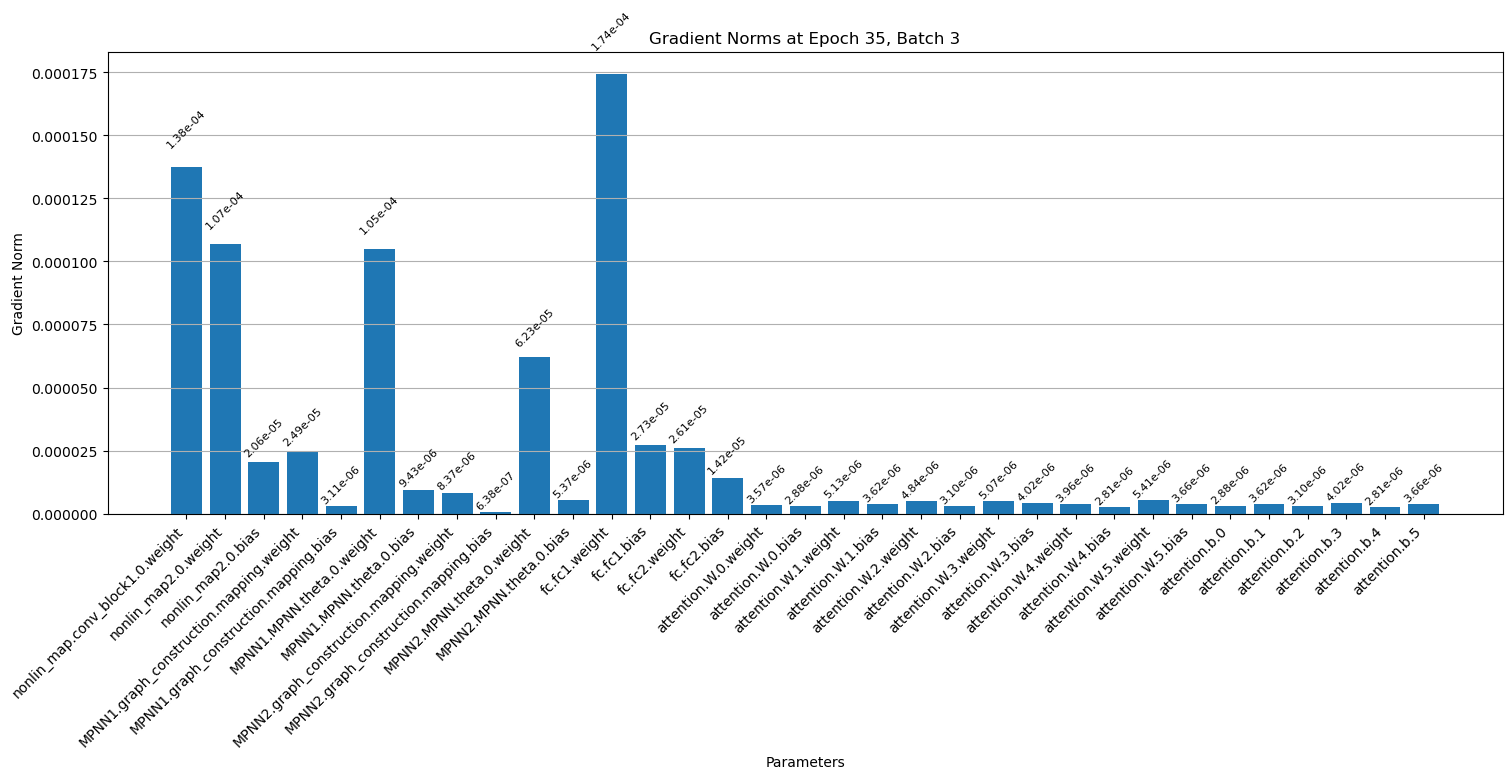 Gradient Norms at Epoch 35, Batch 3
Gradient Norm
0.000175
0.000150
0.000125
0.000100
0.000075
0.000050
0.000025
0.000000
1.38e-04
1.07e-04
2.06e-05
2.49e-05
3.11e-06
1.05e-04
9.43e-06
8.37e-06
6.38e-07
6.23e-05
5.37e-06
1.74e-04
2.73e-05
2.61e-05
1.42e-05
3.57e-06
2.88e-06
5.13e-06
3.62e-06
4.84e-06
3.10e-06
5.07e-06
4.02e-06
3.96e-06
2.81e-06
5.41e-06
3.66e-06
2.88e-06
3.62e-06
3.10e-06
4.02e-06
2.81e-06
3.66e-06
nonlin_map.conv_block1.0.weight
nonlin_map2.0.weight
nonlin_map2.0.bias
MPNN1.graph_construction.mapping.weight
MPNN1.graph_construction.mapping.bias
MPNN1.MPNN.theta.0.weight
MPNN1.MPNN.theta.0.bias
MPNN2.graph_construction.mapping.weight
MPNN2.graph_construction.mapping.bias
MPNN2.MPNN.theta.0.weight
MPNN2.MPNN.theta.0.bias
fc.fc1.weight
fc.fc1.bias
fc.fc2.weight
fc.fc2.bias
attention.W.0.weight
attention.W.0.bias
attention.W.1.weight
attention.W.1.bias
attention.W.2.weight
attention.W.2.bias
attention.W.3.weight
attention.W.3.bias
attention.W.4.weight
attention.W.4.bias
attention.W.5.weight
attention.W.5.bias
attention.b.0
attention.b.1
attention.b.2
attention.b.3
attention.b.4
attention.b.5
Parameters